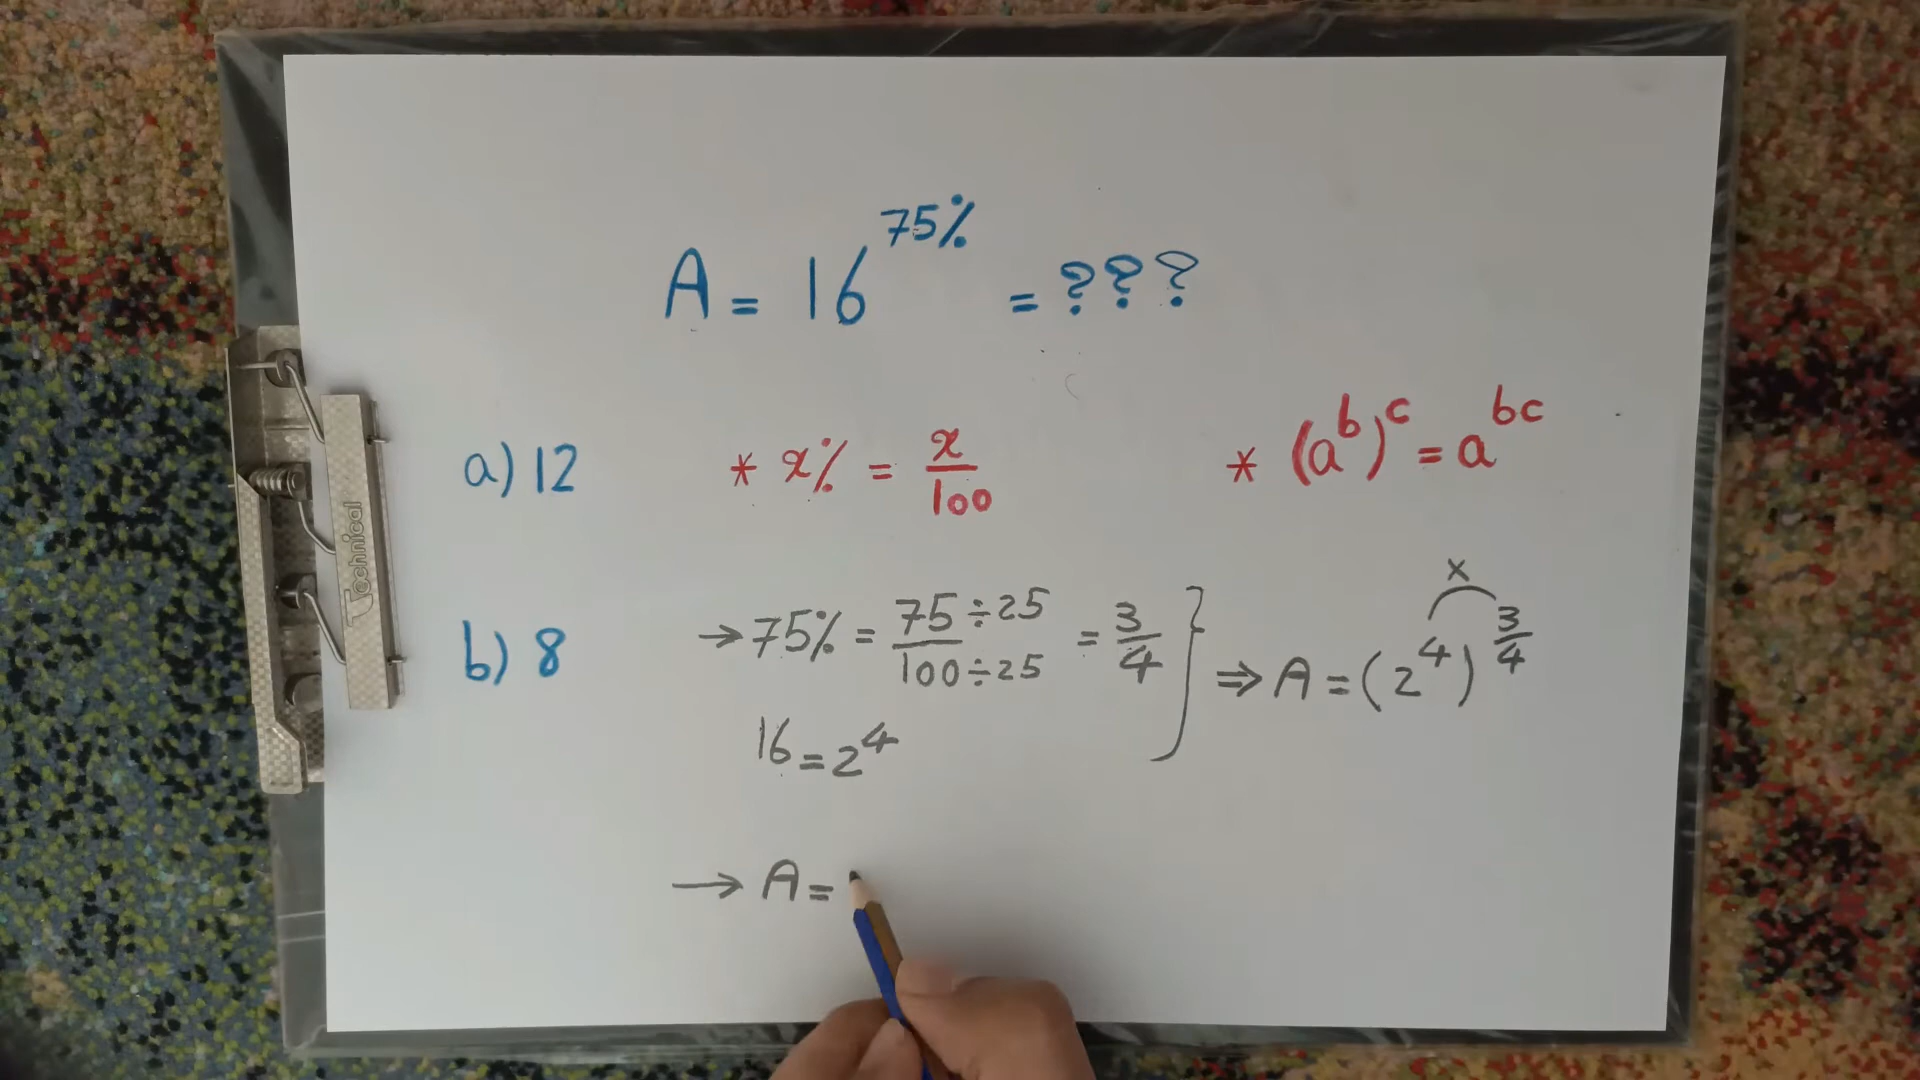 A = 16^75% = ???
a) 12
* x% = x/100
* (a^b)^c = a^bc
b) 8
→ 75% = 75÷25/100÷25 = 3/4 } ⇒ A = (2^4)^3/4
×
16 = 2^4
→ A =
Technical